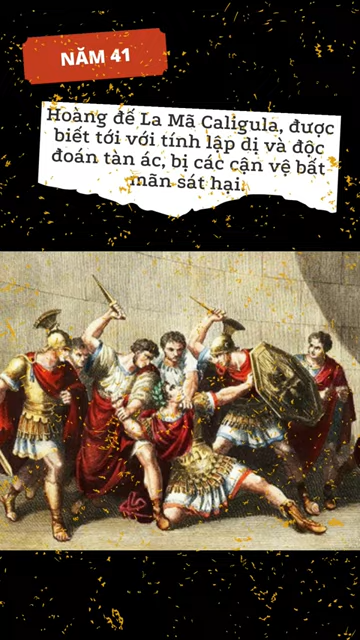 NĂM 41
Hoàng đế La Mã Caligula, được
biết tới với tính lập dị và độc
đoán tàn ác, bị các cận vệ bất
mãn sát hại.